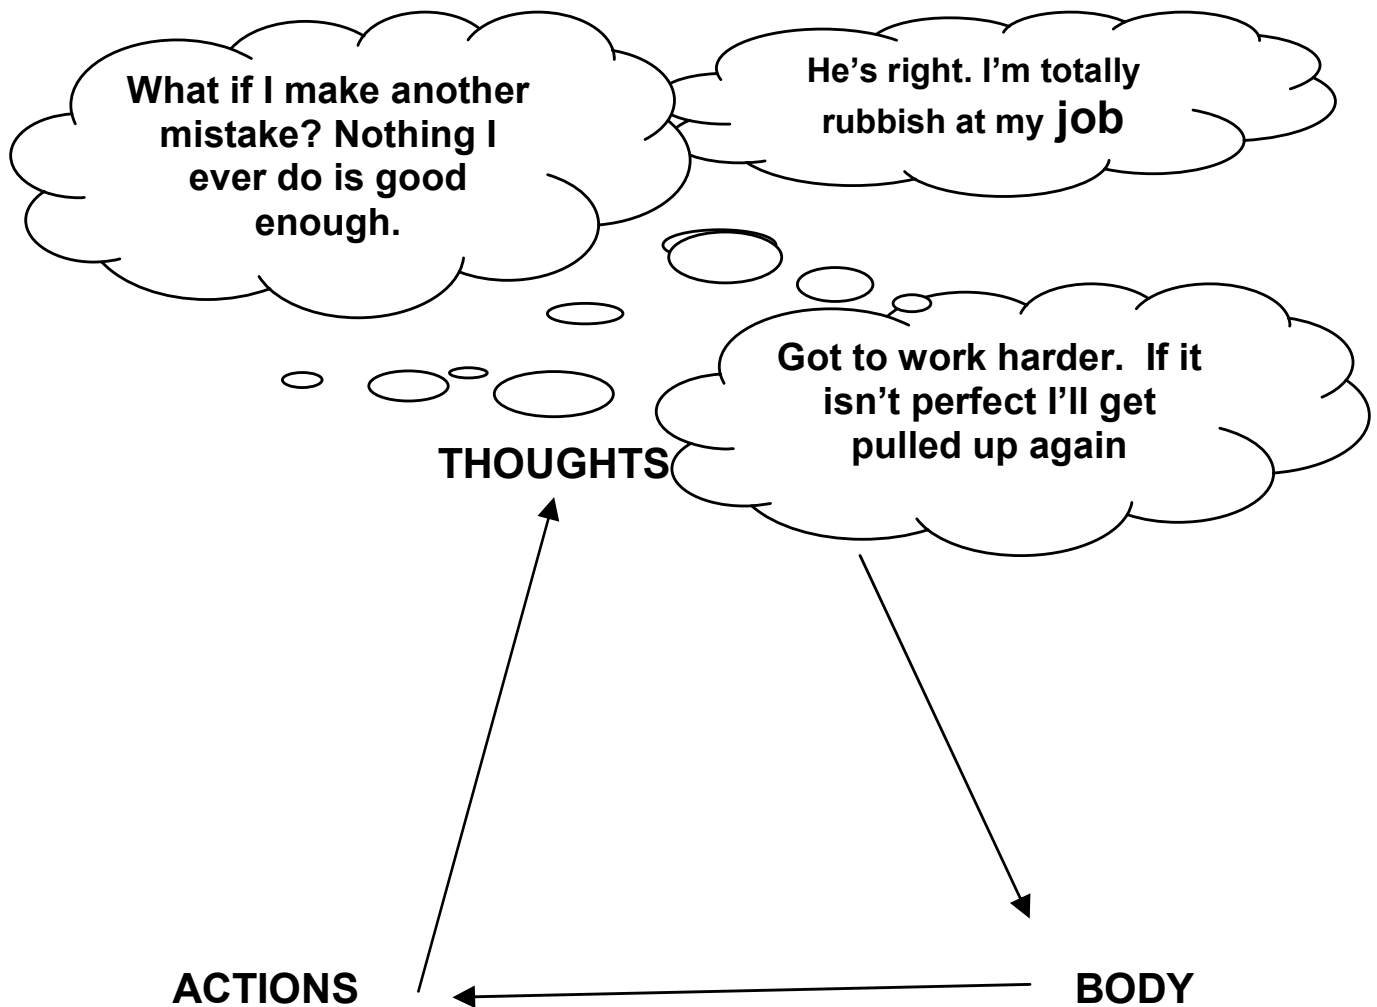 What if I make another
mistake? Nothing I
ever do is good
enough.
He's right. I'm totally
rubbish at my job
Got to work harder.  If it
isn't perfect I'll get
pulled up again
THOUGHTS
ACTIONS
BODY